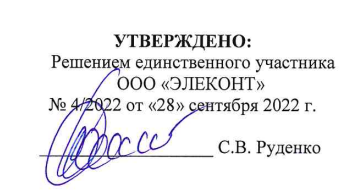 УТВЕРЖДЕНО:
Решением единственного участника
ООО «ЭЛЕКОНТ»
№ 4/2022 от «28» сентября 2022 г.
С.В. Руденко